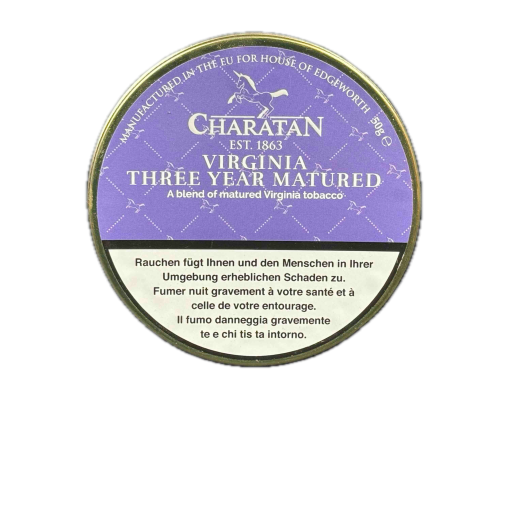 MANUFACTURED IN THE EU FOR HOUSE OF EDGEWORTH 50g ℮
CHARATAN
EST. 1863
VIRGINIA
THREE YEAR MATURED
A blend of matured Virginia tobacco
Rauchen fügt Ihnen und den Menschen in Ihrer
Umgebung erheblichen Schaden zu.
Fumer nuit gravement à votre santé et à
celle de votre entourage.
Il fumo danneggia gravemente
te e chi tis ta intorno.